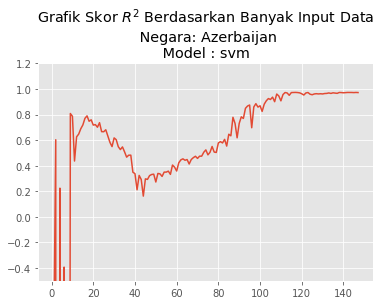 Grafik Skor R² Berdasarkan Banyak Input Data
Negara: Azerbaijan
Model : svm
1.2
1.0
0.8
0.6
0.4
0.2
0.0
−0.2
−0.4
0 20 40 60 80 100 120 140